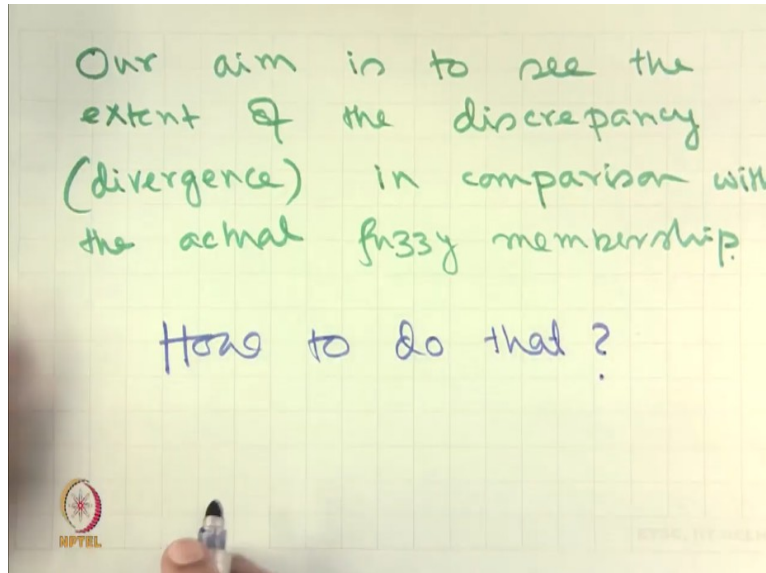 Our aim is to see the
extent of the discrepancy
(divergence) in comparison with
the actual fuzzy membership.
How to do that?
NPTEL